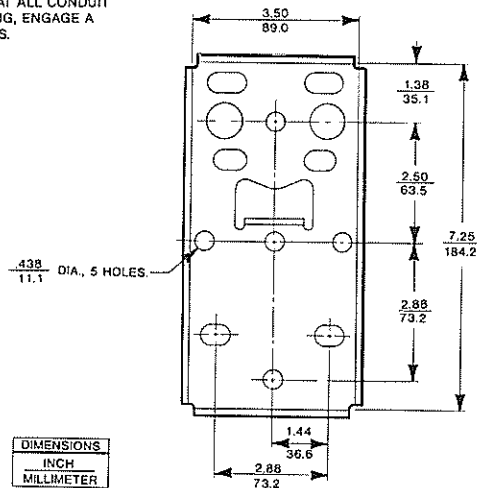 AT ALL CONDUIT
UG, ENGAGE A
S.
3.50
89.0
1.38
35.1
2.50
63.5
7.25
184.2
.438
11.1 DIA., 5 HOLES.
2.88
73.2
1.44
36.6
2.88
73.2
DIMENSIONS
INCH
MILLIMETER